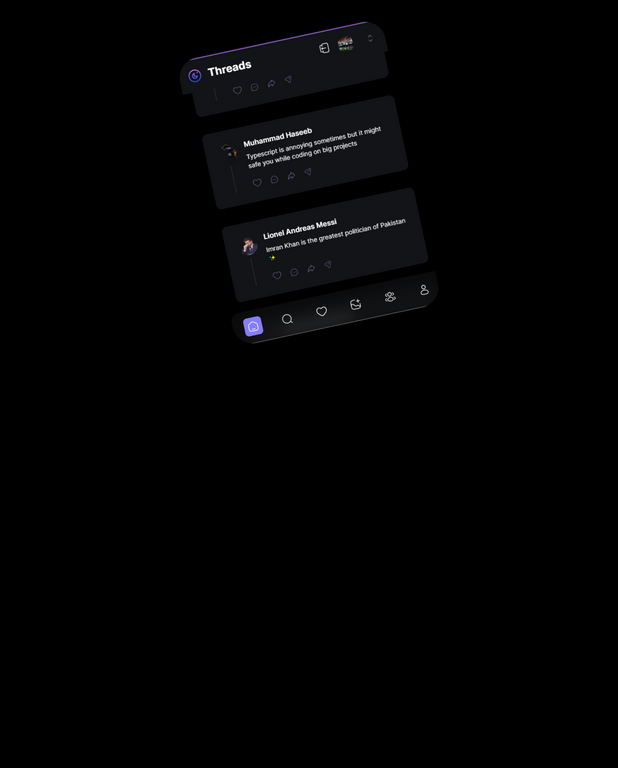 Threads
Muhammad Haseeb
Typescript is annoying sometimes but it might
safe you while coding on big projects
Lionel Andreas Messi
Imran Khan is the greatest politician of Pakistan
✨